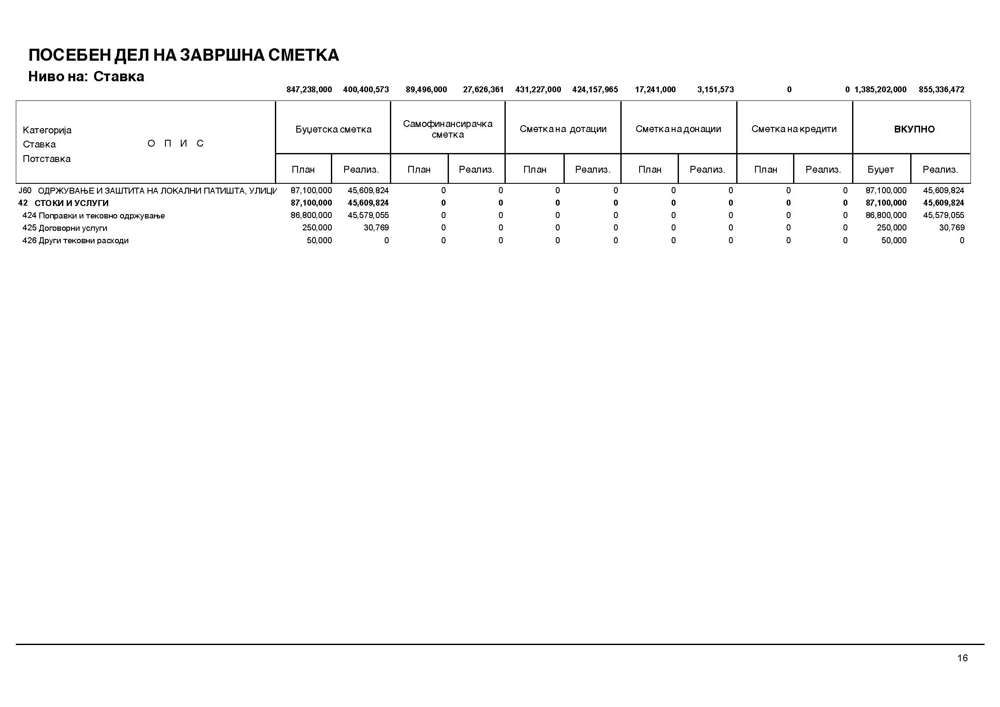 ПОСЕБЕН ДЕЛ НА ЗАВРШНА СМЕТКА
Ниво на: Ставка
847,238,000 400,400,573 89,496,000 27,626,361 431,227,000 424,157,965 17,241,000 3,151,573 0 0 1,385,202,000 855,336,472
Категорија
Ставка
Потставка
О П И С
Буџетска сметка
Самофинансирачка
сметка
Сметка на дотации
Сметка на донации
Сметка на кредити
ВКУПНО
План Реализ. План Реализ. План Реализ. План Реализ. План Реализ. Буџет Реализ.
Ј60 ОДРЖУВАЊЕ И ЗАШТИТА НА ЛОКАЛНИ ПАТИШТА, УЛИЦИ 87,100,000 45,609,824 0 0 0 0 0 0 0 0 87,100,000 45,609,824
42 СТОКИ И УСЛУГИ 87,100,000 45,609,824 0 0 0 0 0 0 0 0 87,100,000 45,609,824
424 Поправки и тековно одржување 86,800,000 45,579,055 0 0 0 0 0 0 0 0 86,800,000 45,579,055
425 Договорни услуги 250,000 30,769 0 0 0 0 0 0 0 0 250,000 30,769
426 Други тековни расходи 50,000 0 0 0 0 0 0 0 0 0 50,000 0
16